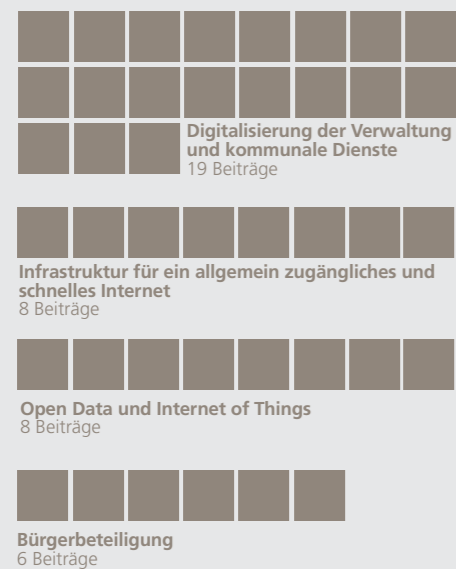 Digitalisierung der Verwaltung
und kommunale Dienste
19 Beiträge
Infrastruktur für ein allgemein zugängliches und
schnelles Internet
8 Beiträge
Open Data und Internet of Things
8 Beiträge
Bürgerbeteiligung
6 Beiträge